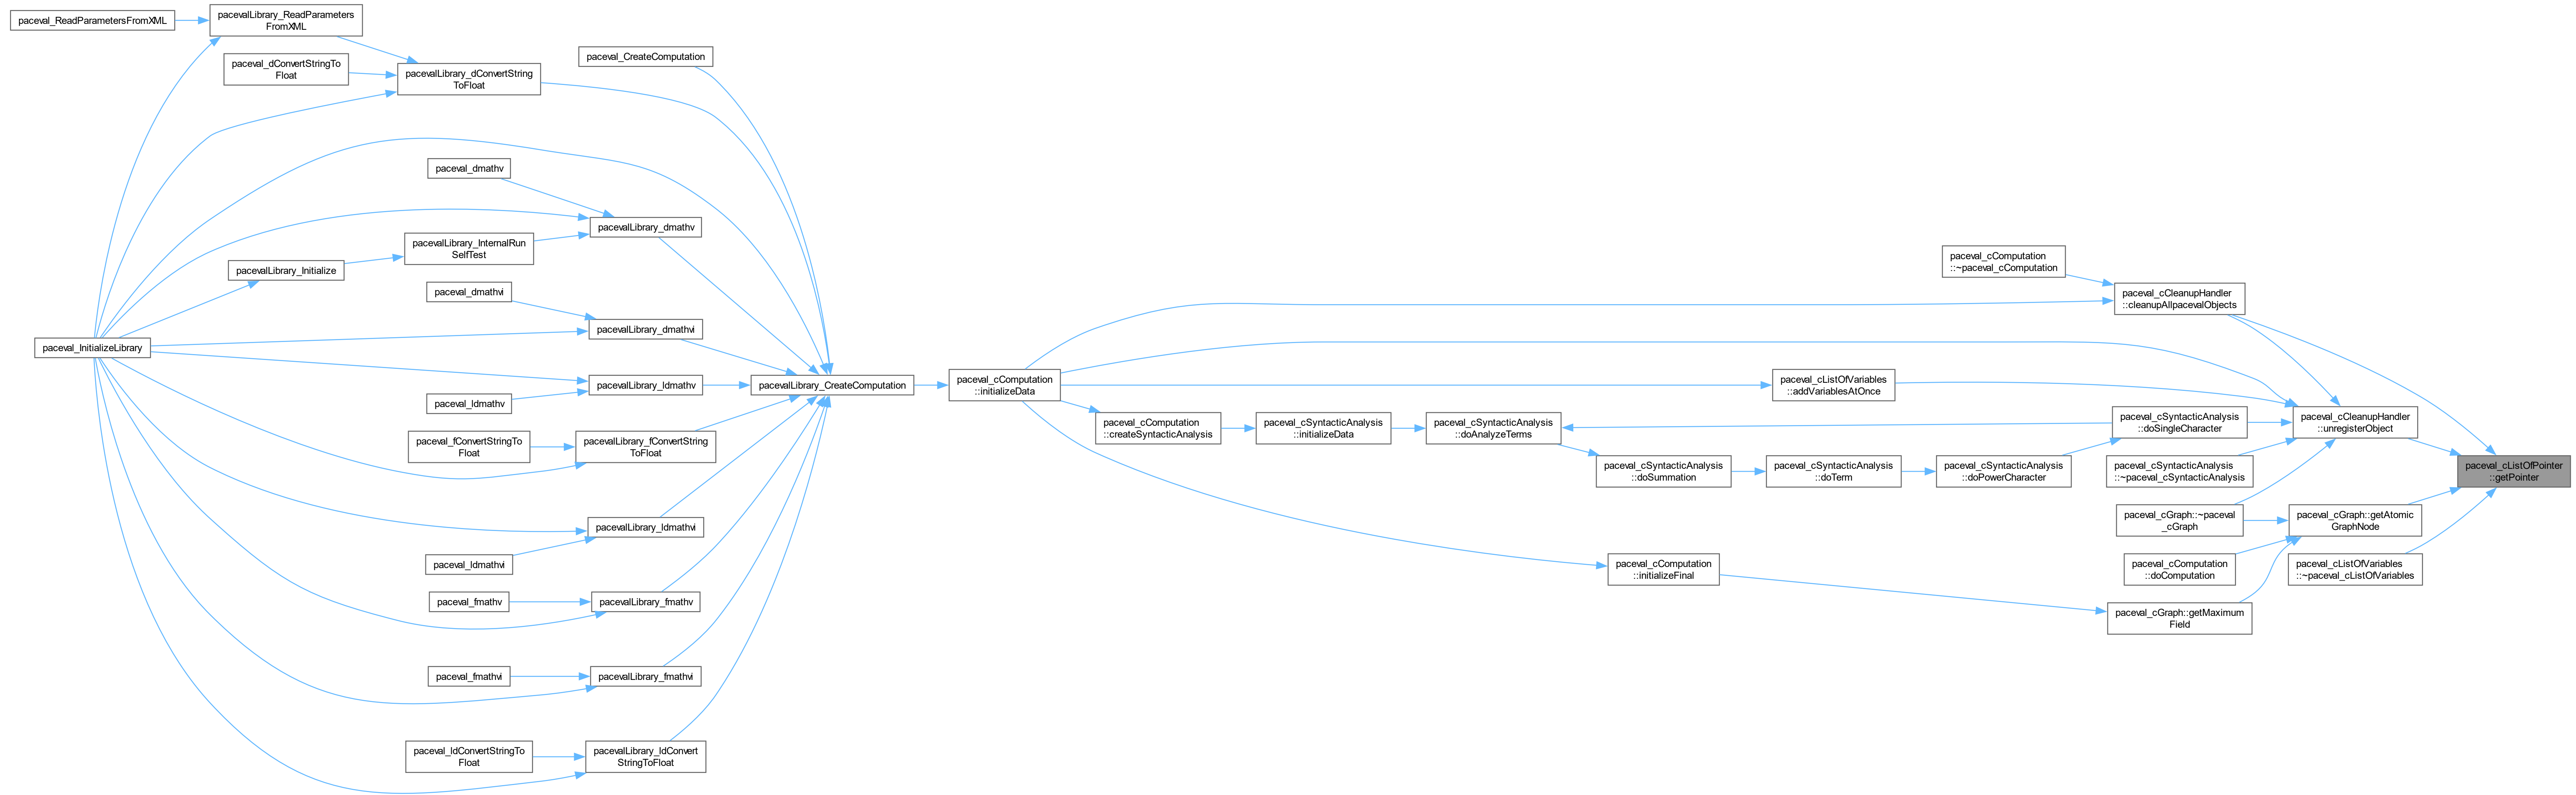 paceval_ReadParametersFromXML
pacevalLibrary_ReadParameters
FromXML
paceval_dConvertStringTo
Float
pacevalLibrary_dConvertString
ToFloat
paceval_CreateComputation
paceval_dmathv
pacevalLibrary_dmathv
pacevalLibrary_InternalRun
SelfTest
pacevalLibrary_Initialize
paceval_dmathvi
pacevalLibrary_dmathvi
paceval_InitializeLibrary
pacevalLibrary_ldmathv
paceval_ldmathv
pacevalLibrary_CreateComputation
paceval_fConvertStringTo
Float
pacevalLibrary_fConvertString
ToFloat
pacevalLibrary_ldmathvi
paceval_ldmathvi
paceval_fmathv
pacevalLibrary_fmathv
paceval_fmathvi
pacevalLibrary_fmathvi
paceval_ldConvertStringTo
Float
pacevalLibrary_ldConvert
StringToFloat
paceval_cComputation
::initializeData
paceval_cComputation
::createSyntacticAnalysis
paceval_cSyntacticAnalysis
::initializeData
paceval_cSyntacticAnalysis
::doAnalyzeTerms
paceval_cSyntacticAnalysis
::doSummation
paceval_cComputation
::initializeFinal
paceval_cListOfVariables
::addVariablesAtOnce
paceval_cSyntacticAnalysis
::doTerm
paceval_cComputation
::~paceval_cComputation
paceval_cSyntacticAnalysis
::doPowerCharacter
paceval_cCleanupHandler
::cleanupAllpacevalObjects
paceval_cSyntacticAnalysis
::doSingleCharacter
paceval_cSyntacticAnalysis
::~paceval_cSyntacticAnalysis
paceval_cGraph::~paceval
_cGraph
paceval_cComputation
::doComputation
paceval_cGraph::getMaximum
Field
paceval_cCleanupHandler
::unregisterObject
paceval_cGraph::getAtomic
GraphNode
paceval_cListOfVariables
::~paceval_cListOfVariables
paceval_cListOfPointer
::getPointer